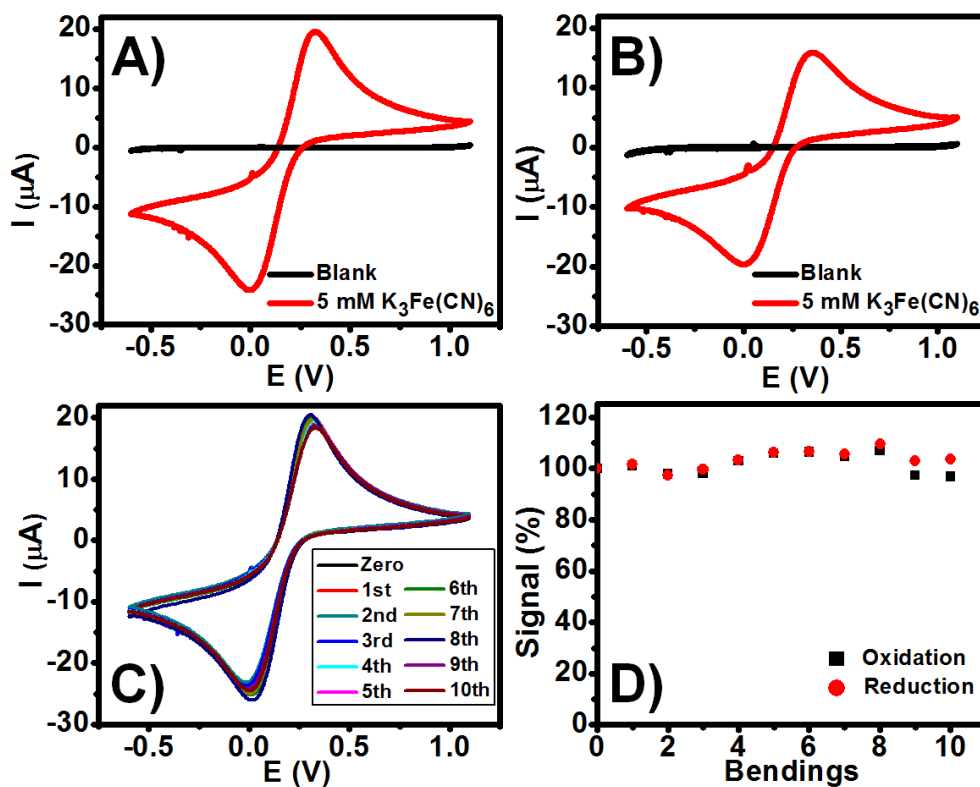 A)
20
10
0
-10
-20
-30
I (μA)
Blank
5 mM K3Fe(CN)6
-0.5 0.0 0.5 1.0
E (V)
B)
20
10
0
-10
-20
-30
I (μA)
Blank
5 mM K3Fe(CN)6
-0.5 0.0 0.5 1.0
E (V)
C)
20
10
0
-10
-20
-30
I (μA)
Zero
1st 6th
2nd 7th
3rd 8th
4th 9th
5th 10th
-0.5 0.0 0.5 1.0
E (V)
D)
120
100
80
60
40
20
0
Signal (%)
Oxidation
Reduction
0 2 4 6 8 10
Bendings